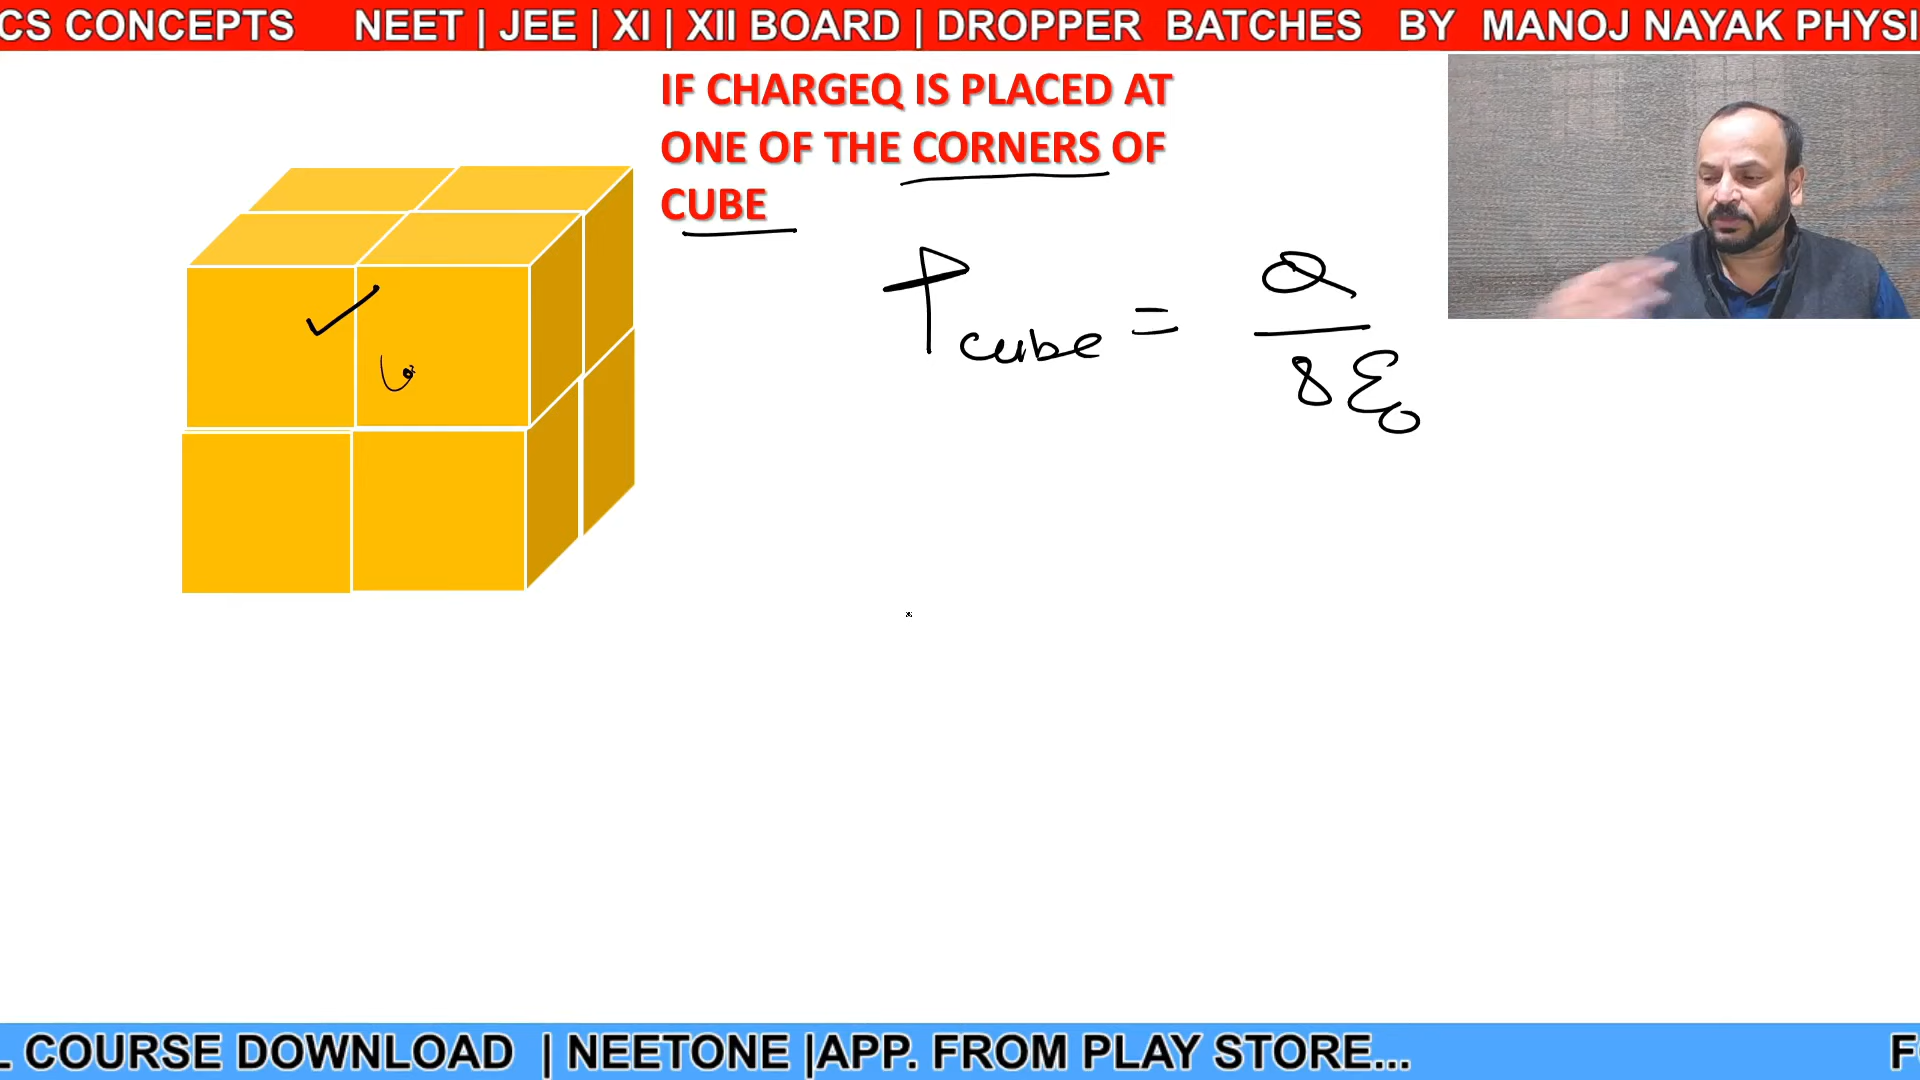 CS CONCEPTS NEET | JEE | XI | XII BOARD | DROPPER BATCHES BY MANOJ NAYAK PHYSI
IF CHARGEQ IS PLACED AT
ONE OF THE CORNERS OF
CUBE
ϕcube = Q / 8ε0
L COURSE DOWNLOAD | NEETONE |APP. FROM PLAY STORE... F